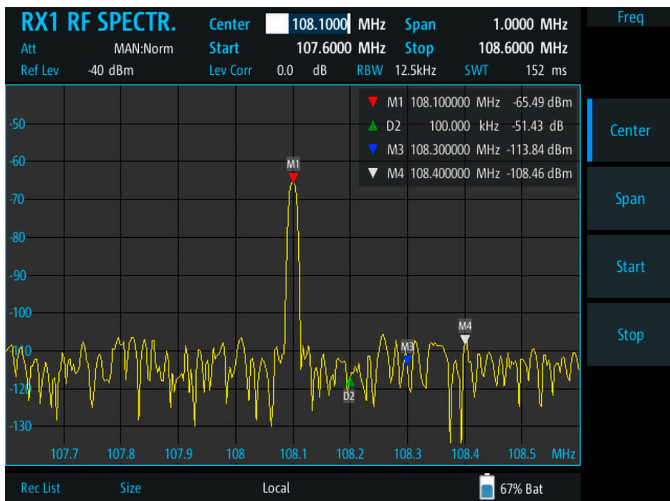 RX1 RF SPECTR. Center 108.1000 MHz Span 1.0000 MHz Freq
Att MAN:Norm Start 107.6000 MHz Stop 108.6000 MHz
Ref Lev -40 dBm Lev Corr 0.0 dB RBW 12.5kHz SWT 152 ms
M1 108.100000 MHz -65.49 dBm
D2 100.000 kHz -51.43 dB
M3 108.300000 MHz -113.84 dBm
M4 108.400000 MHz -108.46 dBm
Center
Span
Start
Stop
-50
-60
M1
-70
-80
-90
-100
M4
M3
-110
D2
-120
-130
107.7 107.8 107.9 108 108.1 108.2 108.3 108.4 108.5 MHz
Rec List Size Local 67% Bat